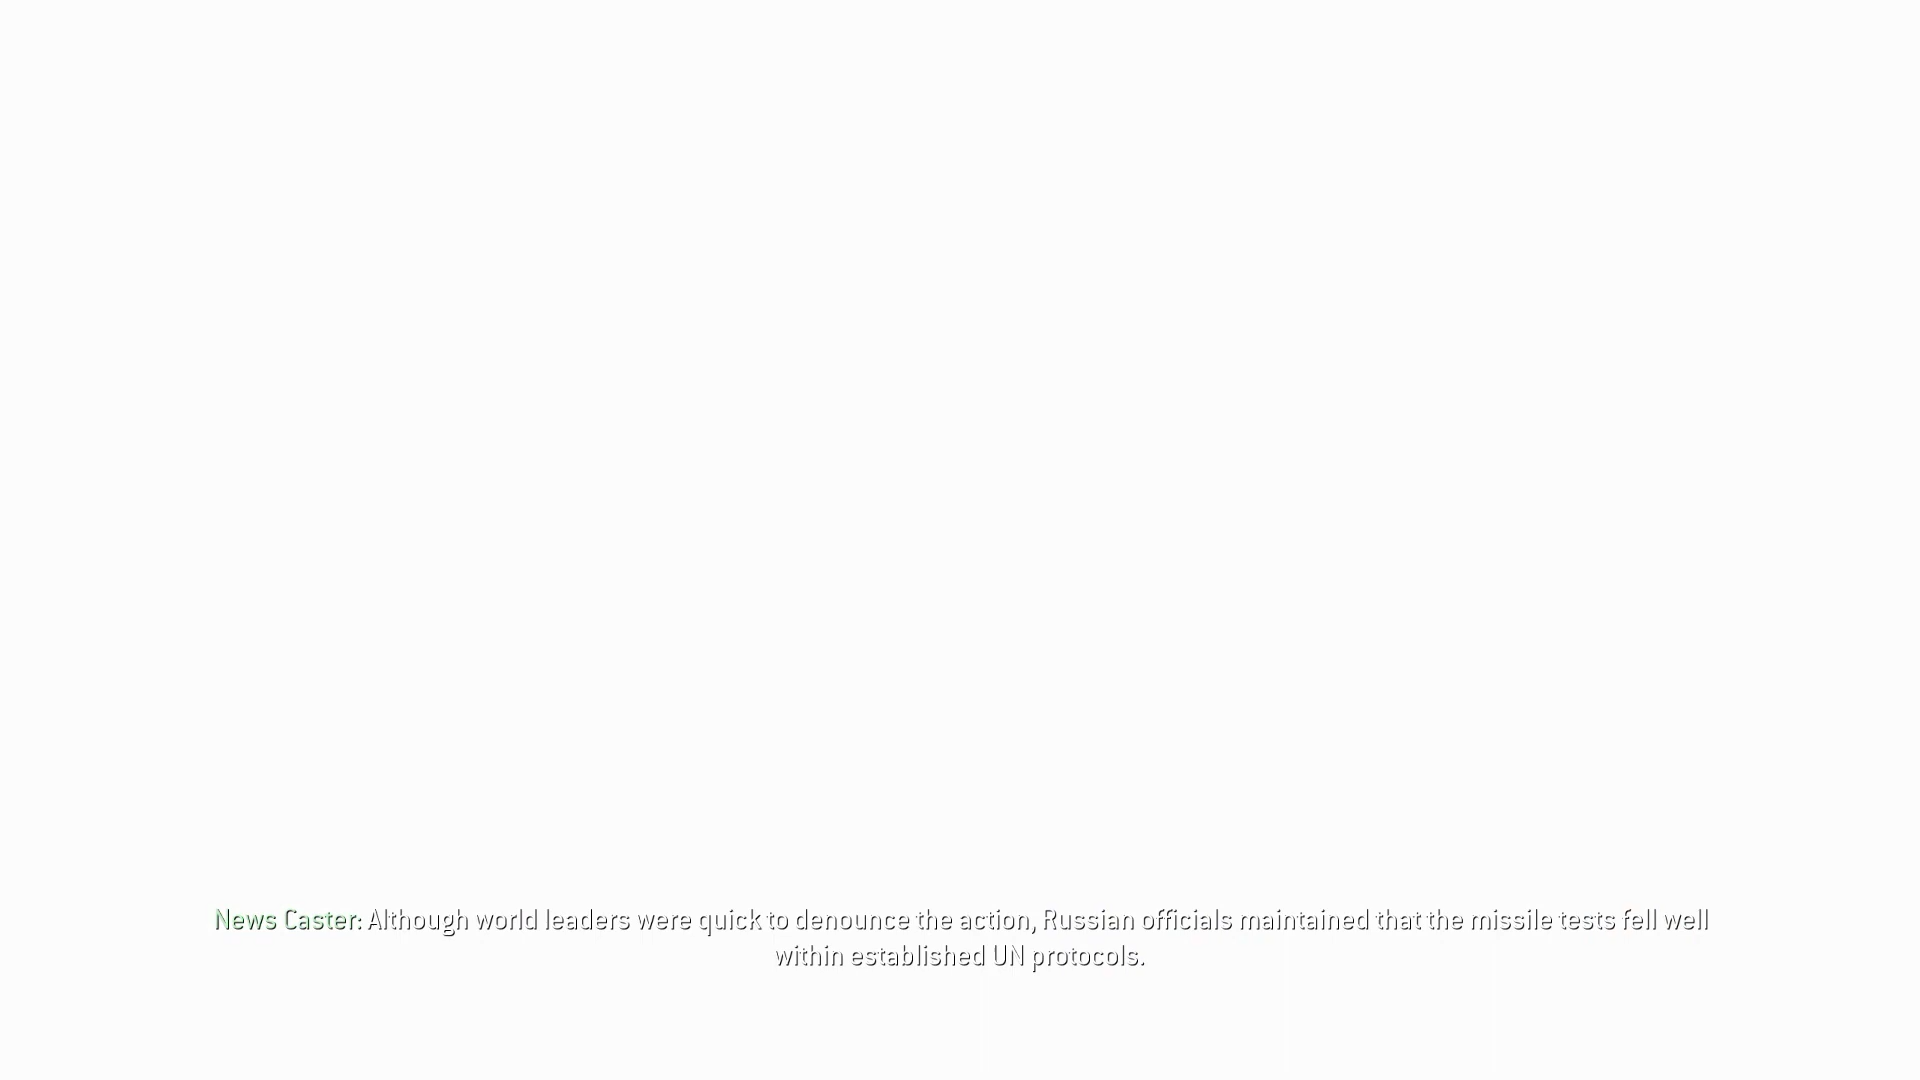 News Caster: Although world leaders were quick to denounce the action, Russian officials maintained that the missile tests fell well
within established UN protocols.